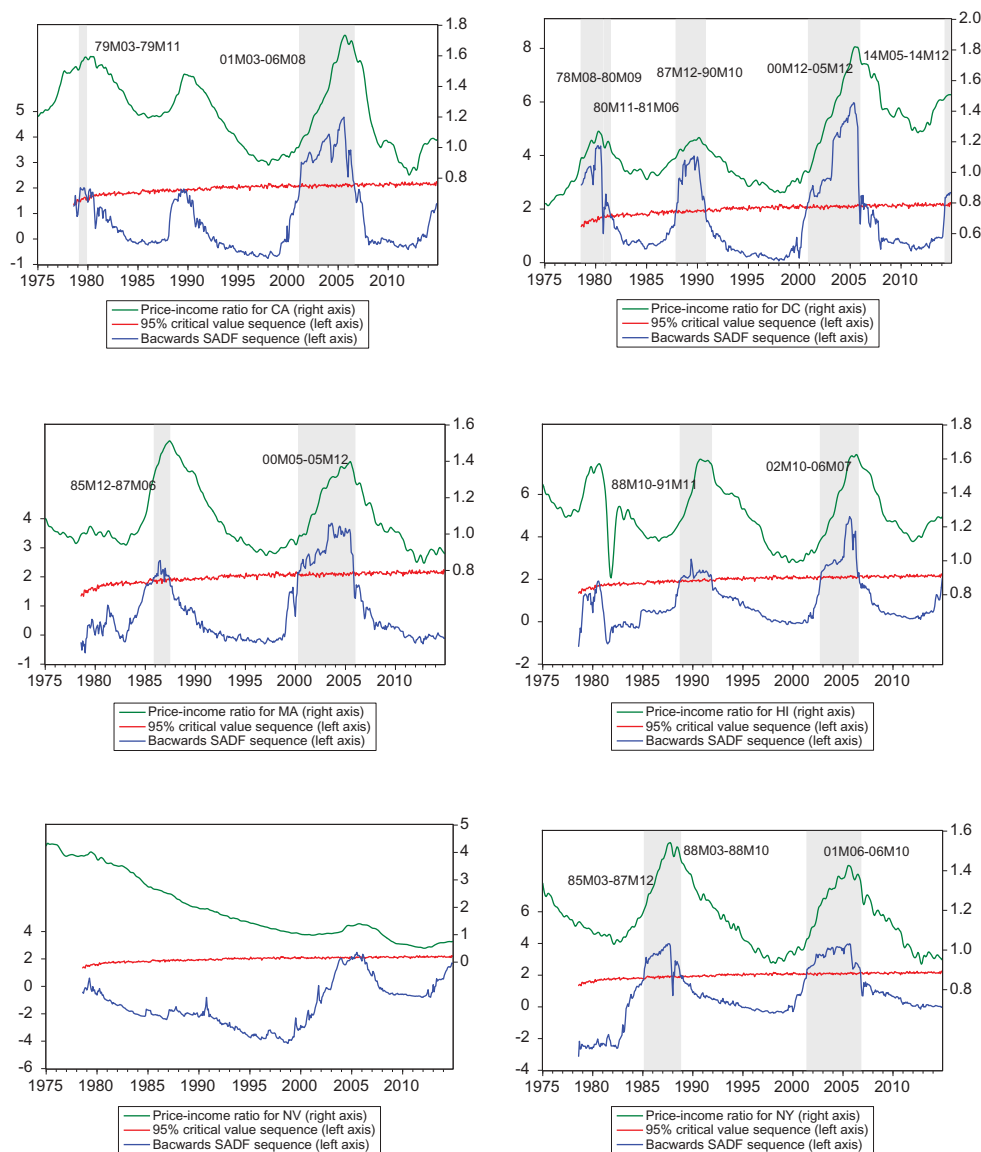 79M03-79M11
01M03-06M08
1.8
1.6
1.4
1.2
1.0
0.8
5
4
3
2
1
0
-1
1975 1980 1985 1990 1995 2000 2005 2010
Price-income ratio for CA (right axis)
95% critical value sequence (left axis)
Bacwards SADF sequence (left axis)
78M08-80M09
80M11-81M06
87M12-90M10
00M12-05M12
14M05-14M12
2.0
1.8
1.6
1.4
1.2
1.0
0.8
0.6
8
6
4
2
0
1975 1980 1985 1990 1995 2000 2005 2010
Price-income ratio for DC (right axis)
95% critical value sequence (left axis)
Bacwards SADF sequence (left axis)
85M12-87M06
00M05-05M12
1.6
1.4
1.2
1.0
0.8
4
3
2
1
0
-1
1975 1980 1985 1990 1995 2000 2005 2010
Price-income ratio for MA (right axis)
95% critical value sequence (left axis)
Bacwards SADF sequence (left axis)
88M10-91M11
02M10-06M07
1.8
1.6
1.4
1.2
1.0
0.8
6
4
2
0
-2
1975 1980 1985 1990 1995 2000 2005 2010
Price-income ratio for HI (right axis)
95% critical value sequence (left axis)
Bacwards SADF sequence (left axis)
5
4
3
2
1
0
4
2
0
-2
-4
-6
1975 1980 1985 1990 1995 2000 2005 2010
Price-income ratio for NV (right axis)
95% critical value sequence (left axis)
Bacwards SADF sequence (left axis)
85M03-87M12
88M03-88M10
01M06-06M10
1.6
1.4
1.2
1.0
0.8
6
4
2
0
-2
-4
1975 1980 1985 1990 1995 2000 2005 2010
Price-income ratio for NY (right axis)
95% critical value sequence (left axis)
Bacwards SADF sequence (left axis)